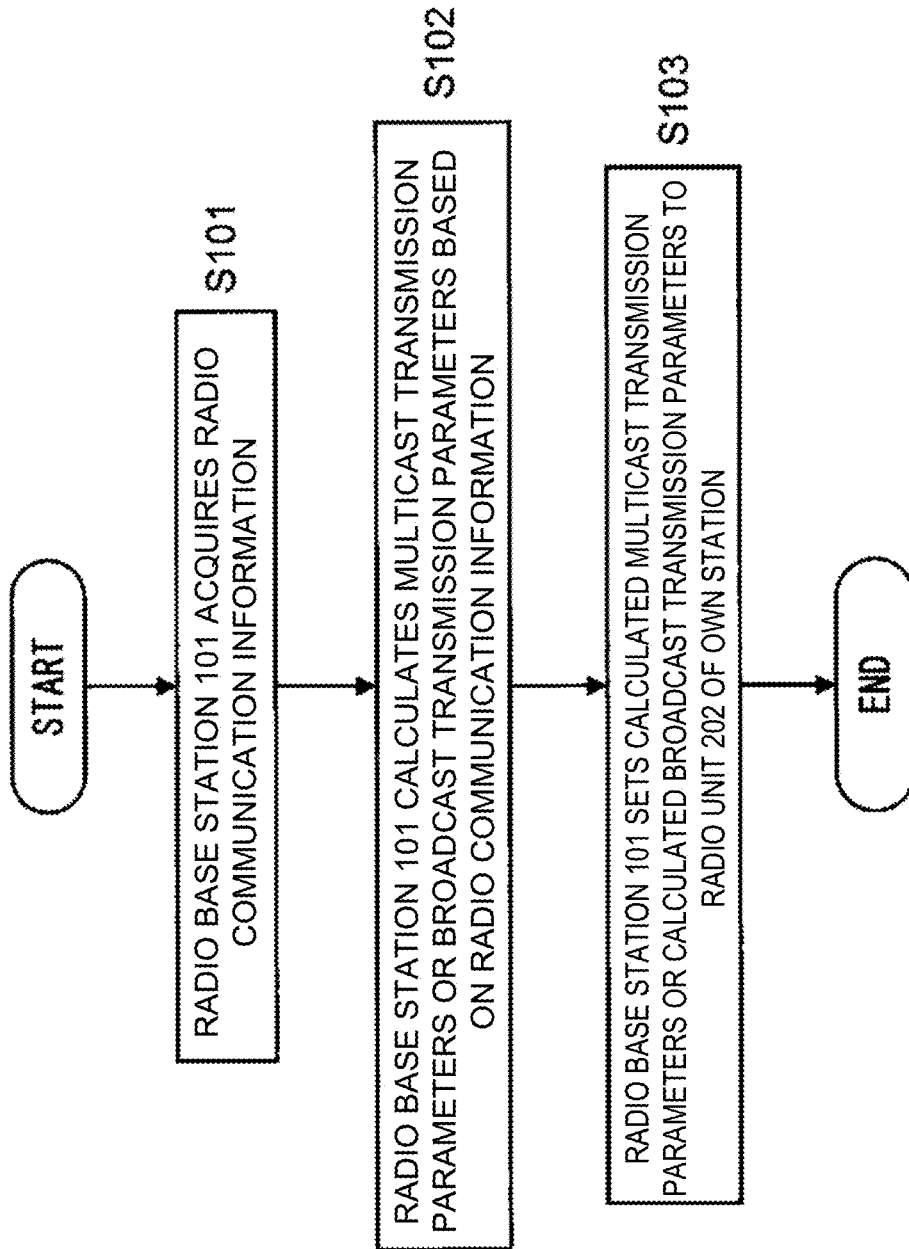 START
RADIO BASE STATION 101 ACQUIRES RADIO
COMMUNICATION INFORMATION
S101
RADIO BASE STATION 101 CALCULATES MULTICAST TRANSMISSION
PARAMETERS OR BROADCAST TRANSMISSION PARAMETERS BASED
ON RADIO COMMUNICATION INFORMATION
S102
RADIO BASE STATION 101 SETS CALCULATED MULTICAST TRANSMISSION
PARAMETERS OR CALCULATED BROADCAST TRANSMISSION PARAMETERS TO
RADIO UNIT 202 OF OWN STATION
S103
END